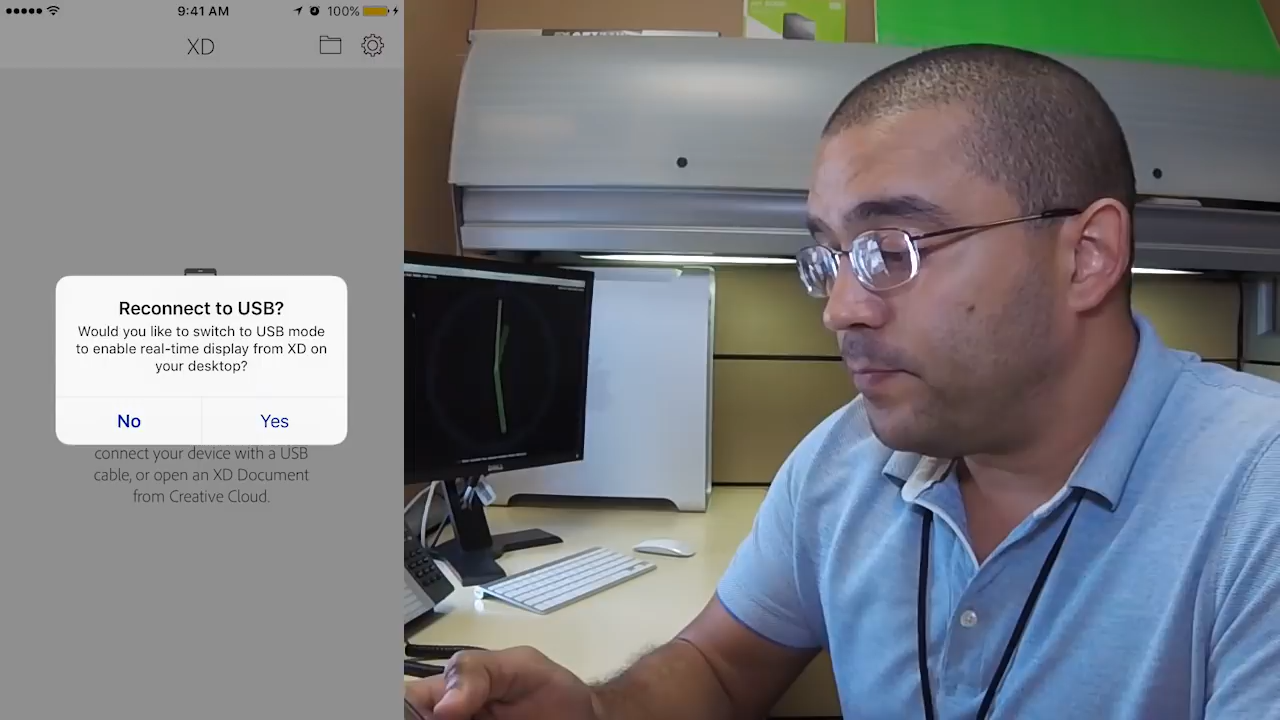 9:41 AM
100%
XD
Reconnect to USB?
Would you like to switch to USB mode
to enable real-time display from XD on
your desktop?
No
Yes
connect your device with a USB
cable, or open an XD Document
from Creative Cloud.